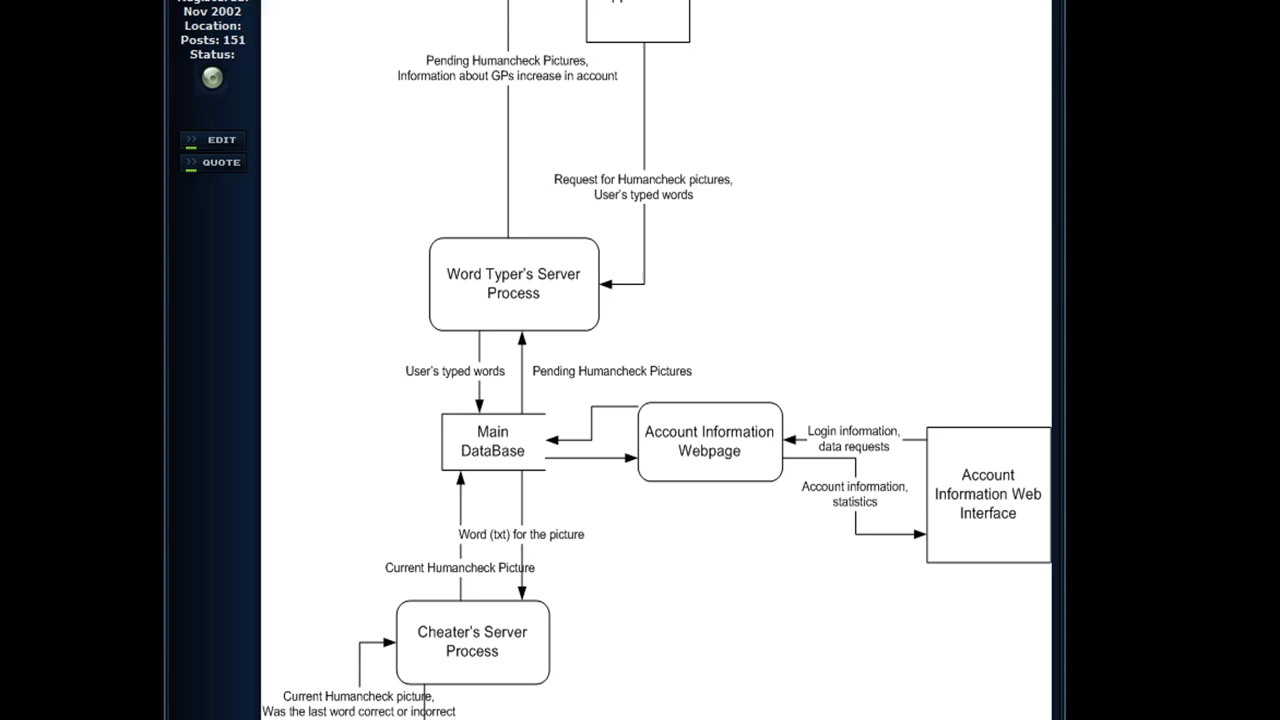 Nov 2002
Location:
Posts: 151
Status:
EDIT
QUOTE
Pending Humancheck Pictures,
Information about GPs increase in account
Request for Humancheck pictures,
User's typed words
Word Typer's Server
Process
User's typed words
Pending Humancheck Pictures
Main
DataBase
Account Information
Webpage
Login information,
data requests
Account information,
statistics
Account
Information Web
Interface
Word (txt) for the picture
Current Humancheck Picture
Cheater's Server
Process
Current Humancheck picture,
Was the last word correct or incorrect